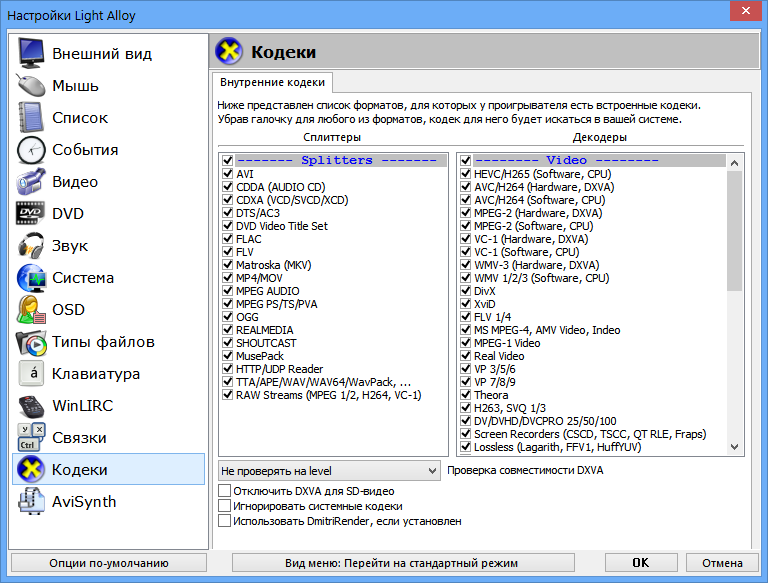 Настройки Light Alloy
Внешний вид
Мышь
Список
События
Видео
DVD
Звук
Система
OSD
Типы файлов
Клавиатура
WinLIRC
Связки
Кодеки
AviSynth
Кодеки
Внутренние кодеки
Ниже представлен список форматов, для которых у проигрывателя есть встроенные кодеки.
Убрав галочку для любого из форматов, кодек для него будет искаться в вашей системе.
Сплиттеры
------- Splitters -------
AVI
CDDA (AUDIO CD)
CDXA (VCD/SVCD/XCD)
DTS/AC3
DVD Video Title Set
FLAC
FLV
Matroska (MKV)
MP4/MOV
MPEG AUDIO
MPEG PS/TS/PVA
OGG
REALMEDIA
SHOUTCAST
MusePack
HTTP/UDP Reader
TTA/APE/WAV/WAV64/WavPack, ...
RAW Streams (MPEG 1/2, H264, VC-1)
Декодеры
-------- Video --------
HEVC/H265 (Software, CPU)
AVC/H264 (Hardware, DXVA)
AVC/H264 (Software, CPU)
MPEG-2 (Hardware, DXVA)
MPEG-2 (Software, CPU)
VC-1 (Hardware, DXVA)
VC-1 (Software, CPU)
WMV-3 (Hardware, DXVA)
WMV 1/2/3 (Software, CPU)
DivX
XviD
FLV 1/4
MS MPEG-4, AMV Video, Indeo
MPEG-1 Video
Real Video
VP 3/5/6
VP 7/8/9
Theora
H263, SVQ 1/3
DV/DVHD/DVCPRO 25/50/100
Screen Recorders (CSCD, TSCC, QT RLE, Fraps)
Lossless (Lagarith, FFV1, HuffYUV)
Не проверять на level
Проверка совместимости DXVA
Отключить DXVA для SD-видео
Игнорировать системные кодеки
Использовать DmitriRender, если установлен
Опции по-умолчанию
Вид меню: Перейти на стандартный режим
OK
Отмена